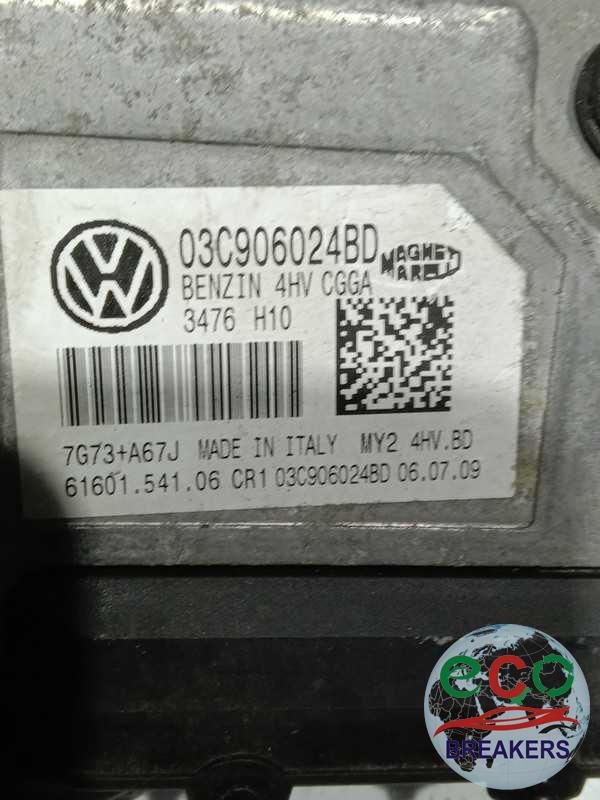 03C906024BD
MAGNETI MARELLI
BENZIN 4HV CGGA
3476 H10
7G73+A67J MADE IN ITALY MY2 4HV.BD
61601.541.06 CR1 03C906024BD 06.07.09
eco
BREAKERS